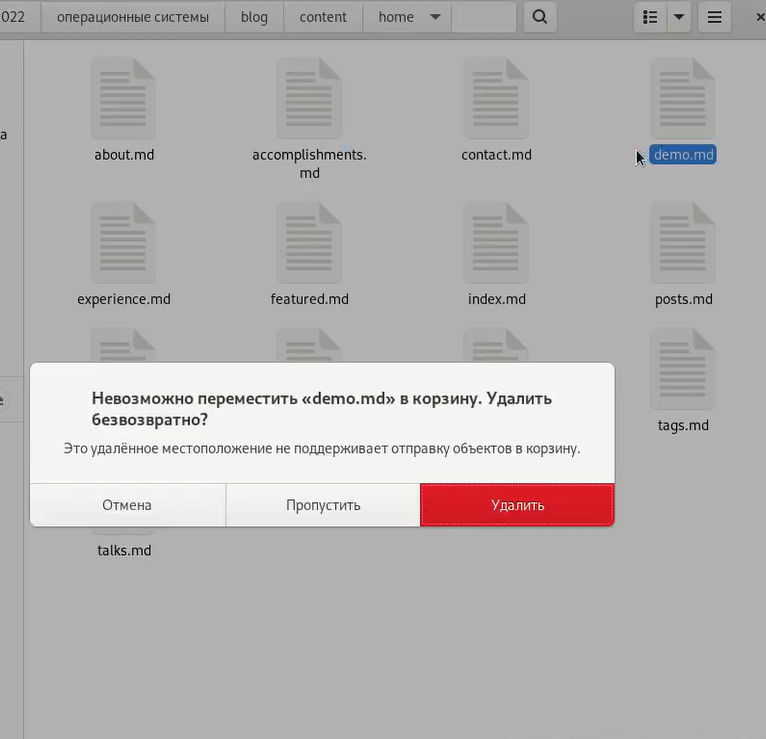 022 операционные системы blog content home
а
about.md accomplishments. contact.md demo.md
md
experience.md featured.md index.md posts.md
Невозможно переместить «demo.md» в корзину. Удалить
безвозвратно?
Это удалённое местоположение не поддерживает отправку объектов в корзину.
Отмена Пропустить Удалить
е
tags.md
talks.md